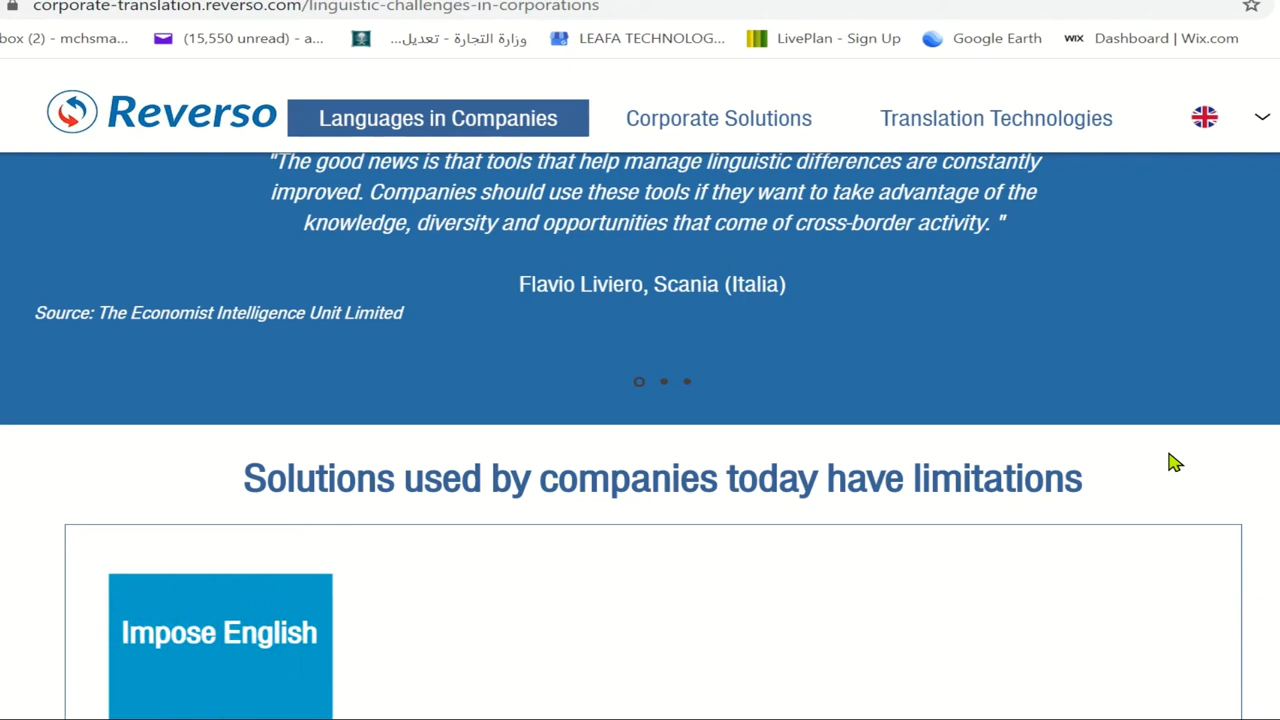 corporate-translation.reverso.com/linguistic-challenges-in-corporations
box (2) - mchsma... (15,550 unread) - a... وزارة التجارة - تعديل... LEAFA TECHNOLOG... LivePlan - Sign Up Google Earth WIX Dashboard | Wix.com
Reverso Languages in Companies Corporate Solutions Translation Technologies
"The good news is that tools that help manage linguistic differences are constantly
improved. Companies should use these tools if they want to take advantage of the
knowledge, diversity and opportunities that come of cross-border activity. "
Flavio Liviero, Scania (Italia)
Source: The Economist Intelligence Unit Limited
Solutions used by companies today have limitations
Impose English